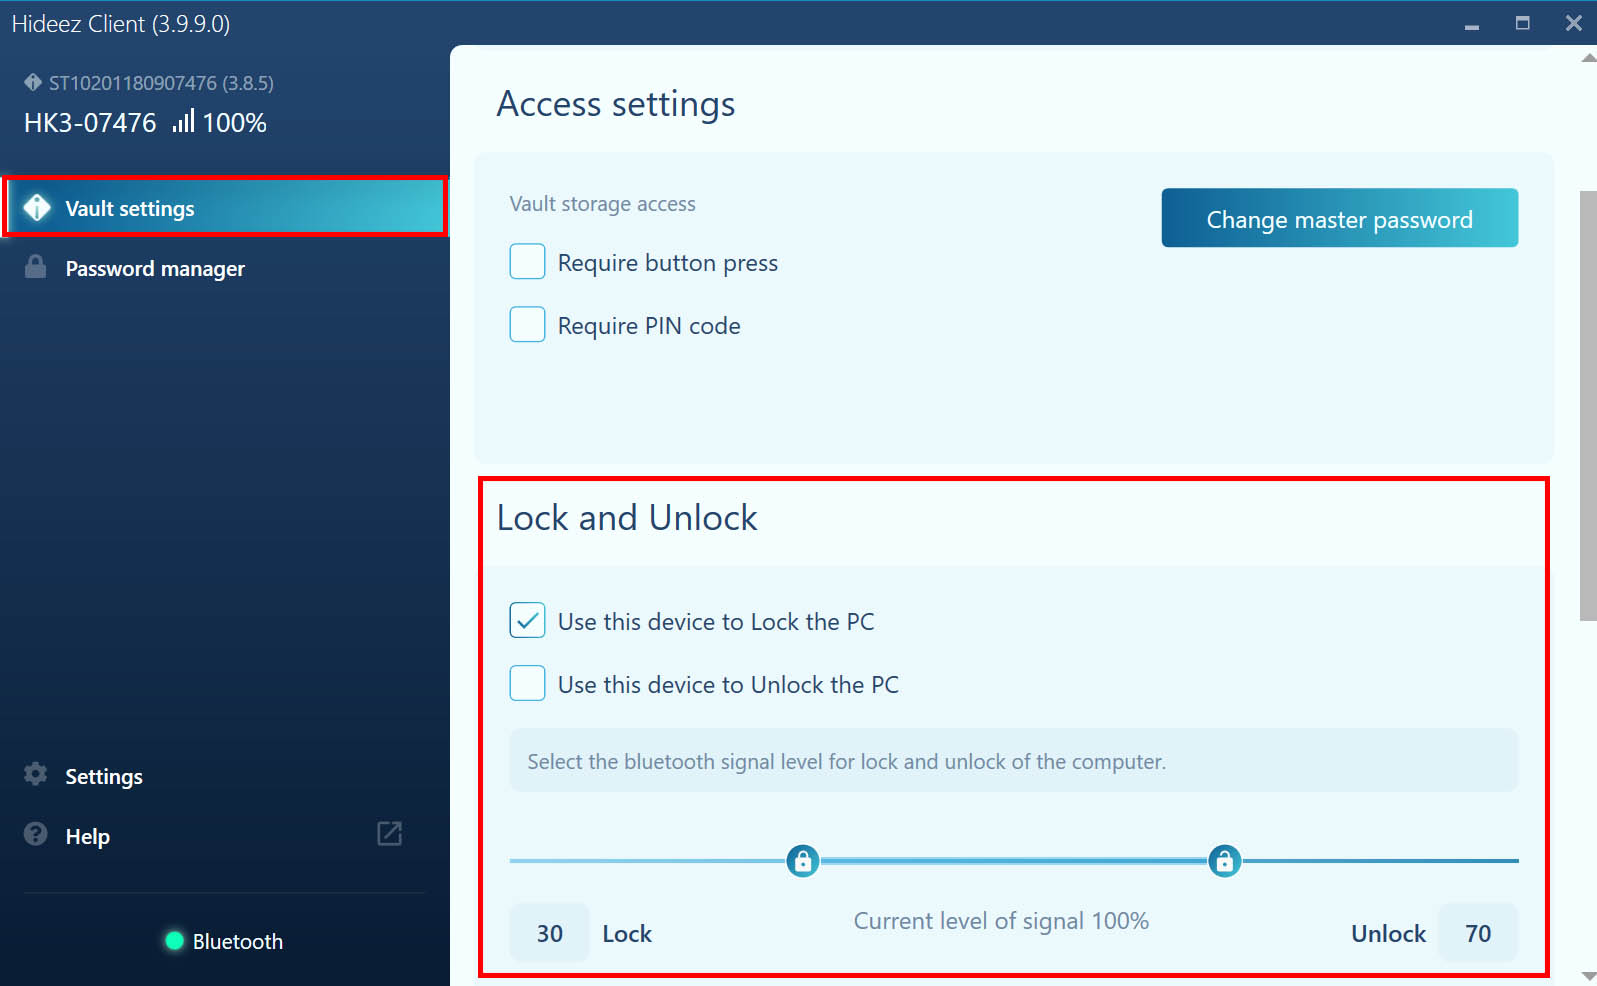 Hideez Client (3.9.9.0)
ST10201180907476 (3.8.5)
HK3-07476 100%
Vault settings
Password manager
Settings
Help
Bluetooth
Access settings
Vault storage access
Change master password
Require button press
Require PIN code
Lock and Unlock
Use this device to Lock the PC
Use this device to Unlock the PC
Select the bluetooth signal level for lock and unlock of the computer.
30 Lock
Current level of signal 100%
Unlock 70